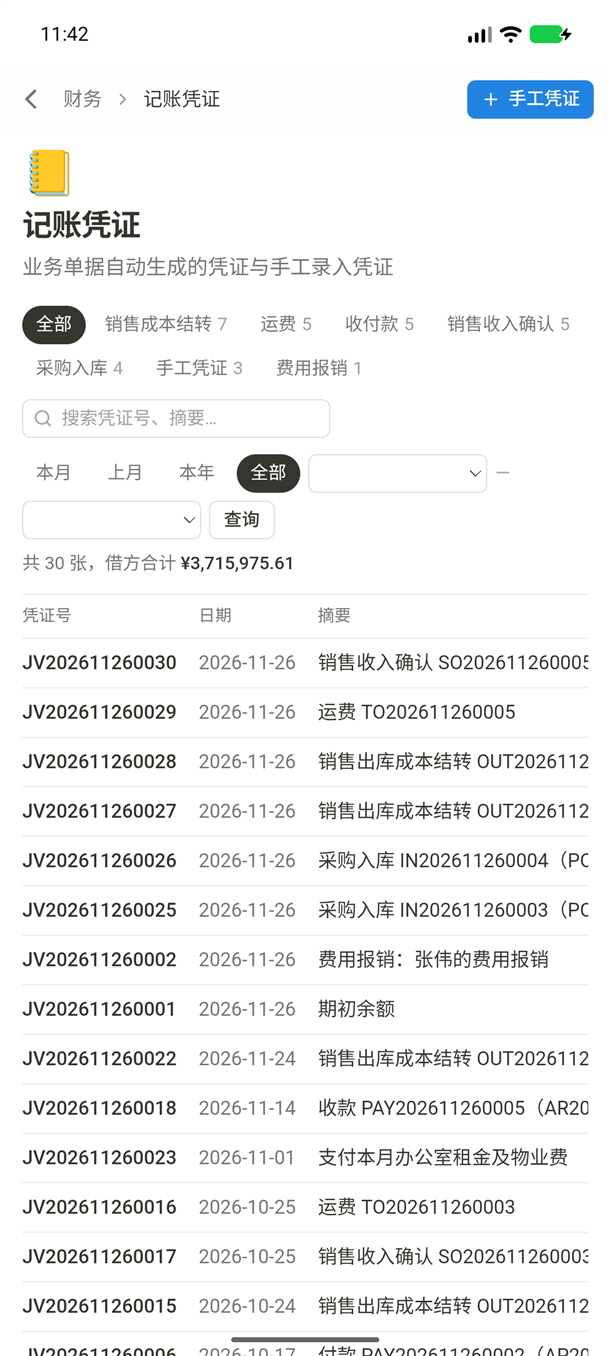 11:42
财务 > 记账凭证
+ 手工凭证
记账凭证
业务单据自动生成的凭证与手工录入凭证
全部 销售成本结转 7 运费 5 收付款 5 销售收入确认 5
采购入库 4 手工凭证 3 费用报销 1
搜索凭证号、摘要...
本月 上月 本年 全部 —
查询
共 30 张，借方合计 ¥3,715,975.61
凭证号 日期 摘要
JV202611260030 2026-11-26 销售收入确认 SO202611260005
JV202611260029 2026-11-26 运费 TO202611260005
JV202611260028 2026-11-26 销售出库成本结转 OUT2026112
JV202611260027 2026-11-26 销售出库成本结转 OUT2026112
JV202611260026 2026-11-26 采购入库 IN202611260004（PO
JV202611260025 2026-11-26 采购入库 IN202611260003（PO
JV202611260002 2026-11-26 费用报销：张伟的费用报销
JV202611260001 2026-11-26 期初余额
JV202611260022 2026-11-24 销售出库成本结转 OUT2026112
JV202611260018 2026-11-14 收款 PAY202611260005（AR20
JV202611260023 2026-11-01 支付本月办公室租金及物业费
JV202611260016 2026-10-25 运费 TO202611260003
JV202611260017 2026-10-25 销售收入确认 SO202611260003
JV202611260015 2026-10-24 销售出库成本结转 OUT2026112
JV202611260006 2026-10-17 付款 PAY202611260002（AR20